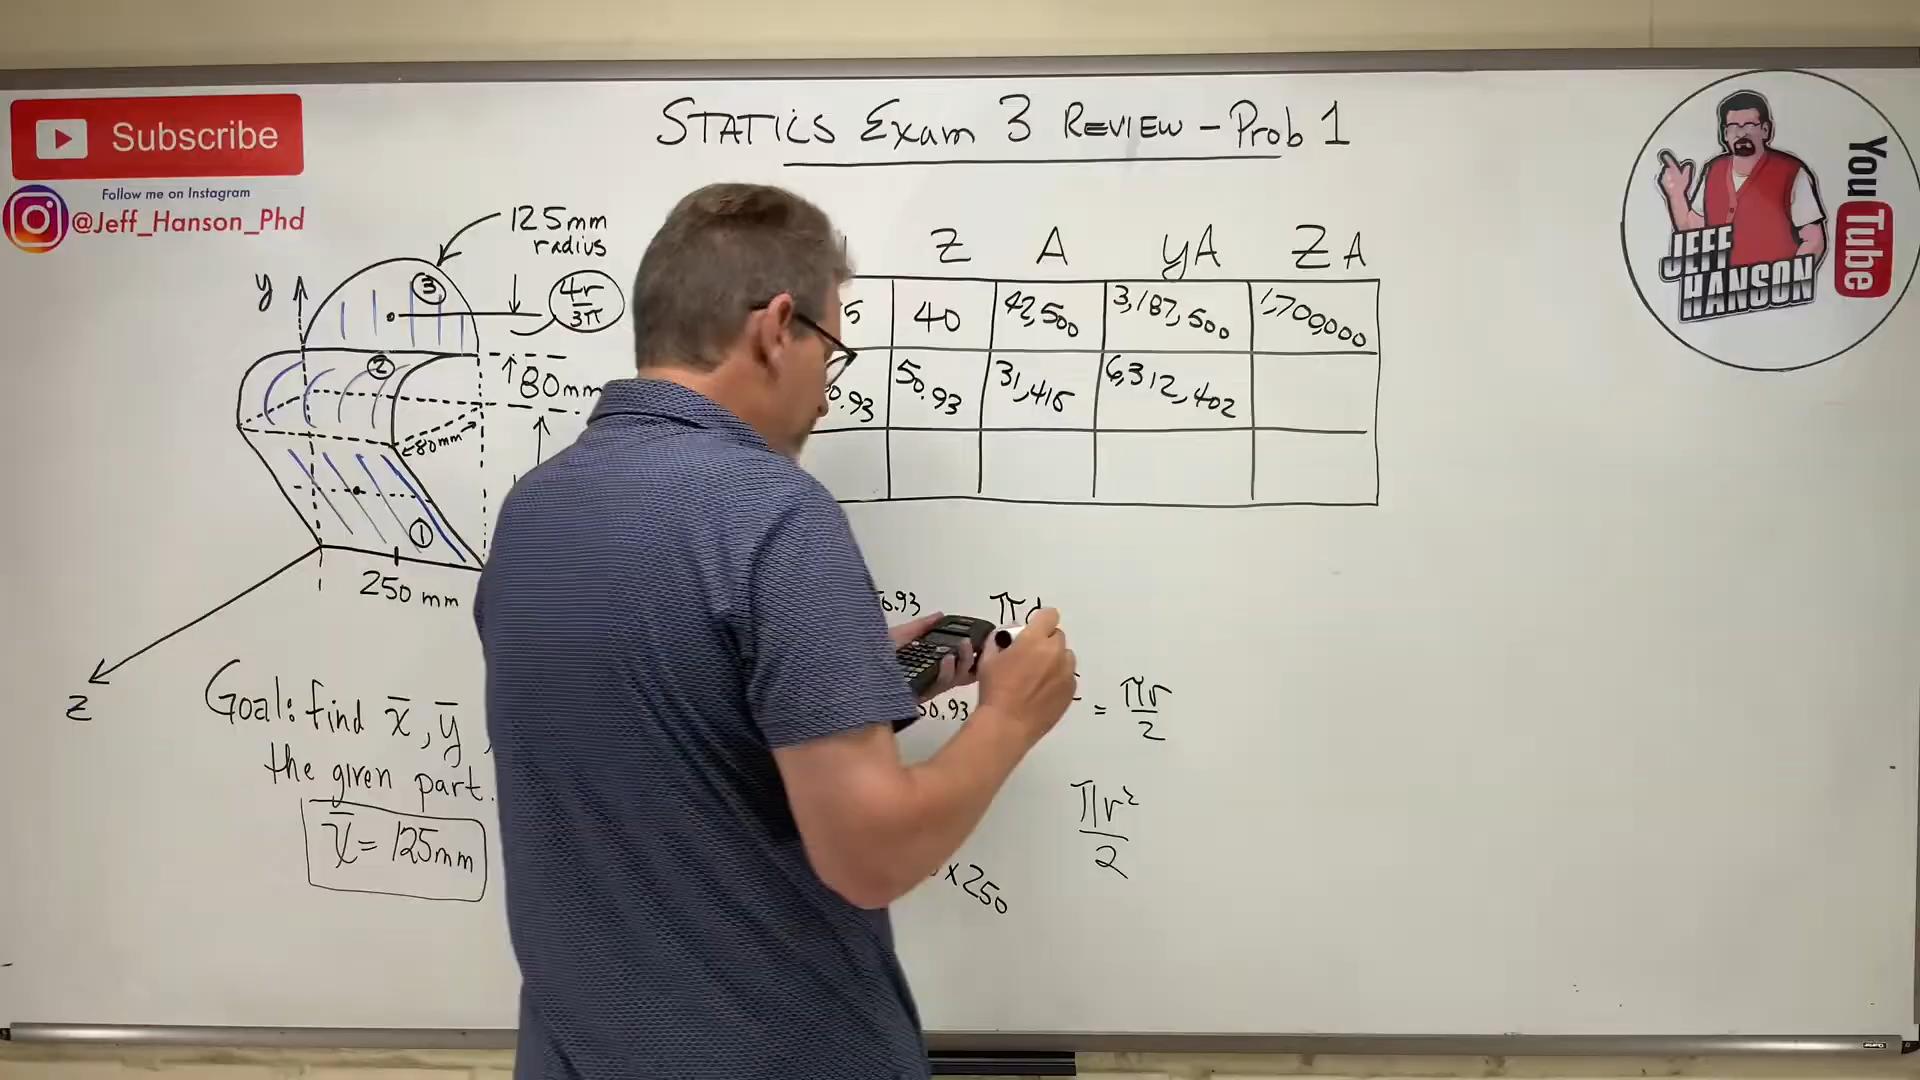 Subscribe
Follow me on Instagram
@Jeff_Hanson_Phd
STATICS Exam 3 REVIEW - Prob 1
YouTube
JEFF
HANSON
125mm
radius
y
③
4r
3π
②
80mm
80mm
①
250 mm
z
Z A yA ZA
5 40 42,500 3,187,500 1,700,000
0.93 50.93 31,416 6,312,402
.93
π
50.93
= πr
2
πr²
2
x250
Goal: find x̄, ȳ,
the given part.
x̄ = 125mm